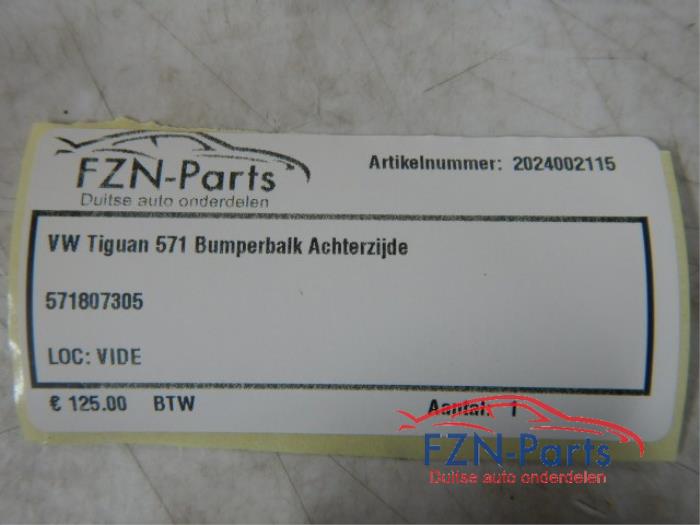 FZN-Parts
Duitse auto onderdelen
Artikelnummer: 2024002115
VW Tiguan 571 Bumperbalk Achterzijde
571807305
LOC: VIDE
€ 125.00 BTW
Aantal: 1
FZN-Parts
Duitse auto onderdelen